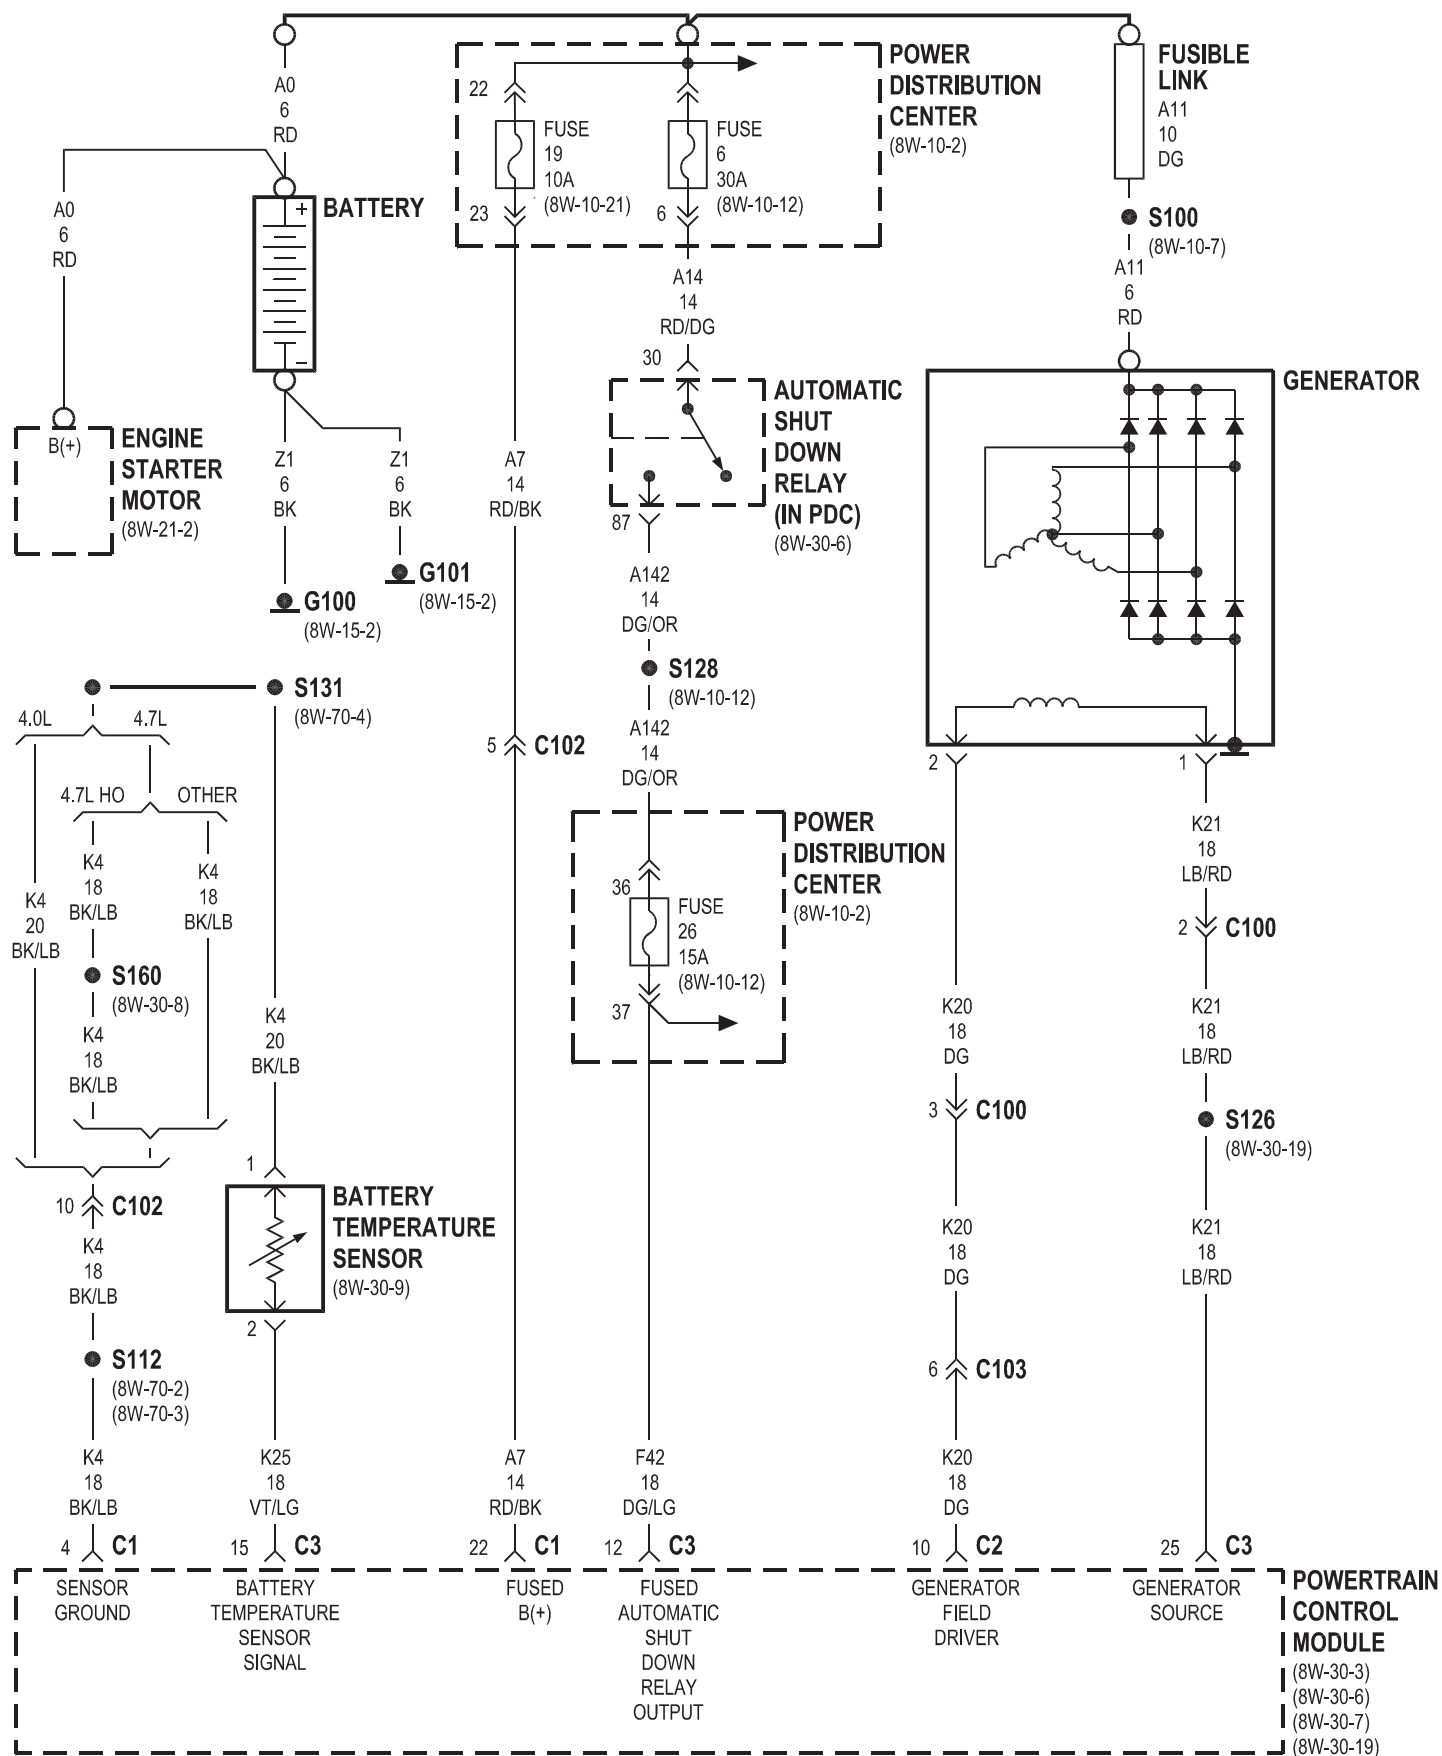 A0
6
RD
POWER
DISTRIBUTION
CENTER
(8W-10-2)
FUSIBLE
LINK
A11
10
DG
22
FUSE
19
10A
(8W-10-21)
23
FUSE
6
30A
(8W-10-12)
6
A0
6
RD
BATTERY
+
–
S100
(8W-10-7)
A11
6
RD
A14
14
RD/DG
30
AUTOMATIC
SHUT
DOWN
RELAY
(IN PDC)
(8W-30-6)
87
GENERATOR
B(+)
ENGINE
STARTER
MOTOR
(8W-21-2)
Z1
6
BK
Z1
6
BK
A7
14
RD/BK
G101
(8W-15-2)
G100
(8W-15-2)
A142
14
DG/OR
S128
(8W-10-12)
A142
14
DG/OR
S131
(8W-70-4)
4.0L
4.7L
5
C102
2
1
4.7L HO
OTHER
K4
20
BK/LB
K4
18
BK/LB
K4
18
BK/LB
POWER
DISTRIBUTION
CENTER
(8W-10-2)
36
FUSE
26
15A
(8W-10-12)
37
K21
18
LB/RD
2
C100
S160
(8W-30-8)
K4
18
BK/LB
K4
20
BK/LB
K20
18
DG
K21
18
LB/RD
3
C100
S126
(8W-30-19)
1
BATTERY
TEMPERATURE
SENSOR
(8W-30-9)
2
10
C102
K4
18
BK/LB
K20
18
DG
K21
18
LB/RD
S112
(8W-70-2)
(8W-70-3)
6
C103
K4
18
BK/LB
K25
18
VT/LG
A7
14
RD/BK
F42
18
DG/LG
K20
18
DG
4
C1
15
C3
22
C1
12
C3
10
C2
25
C3
SENSOR
GROUND
BATTERY
TEMPERATURE
SENSOR
SIGNAL
FUSED
B(+)
FUSED
AUTOMATIC
SHUT
DOWN
RELAY
OUTPUT
GENERATOR
FIELD
DRIVER
GENERATOR
SOURCE
POWERTRAIN
CONTROL
MODULE
(8W-30-3)
(8W-30-6)
(8W-30-7)
(8W-30-19)